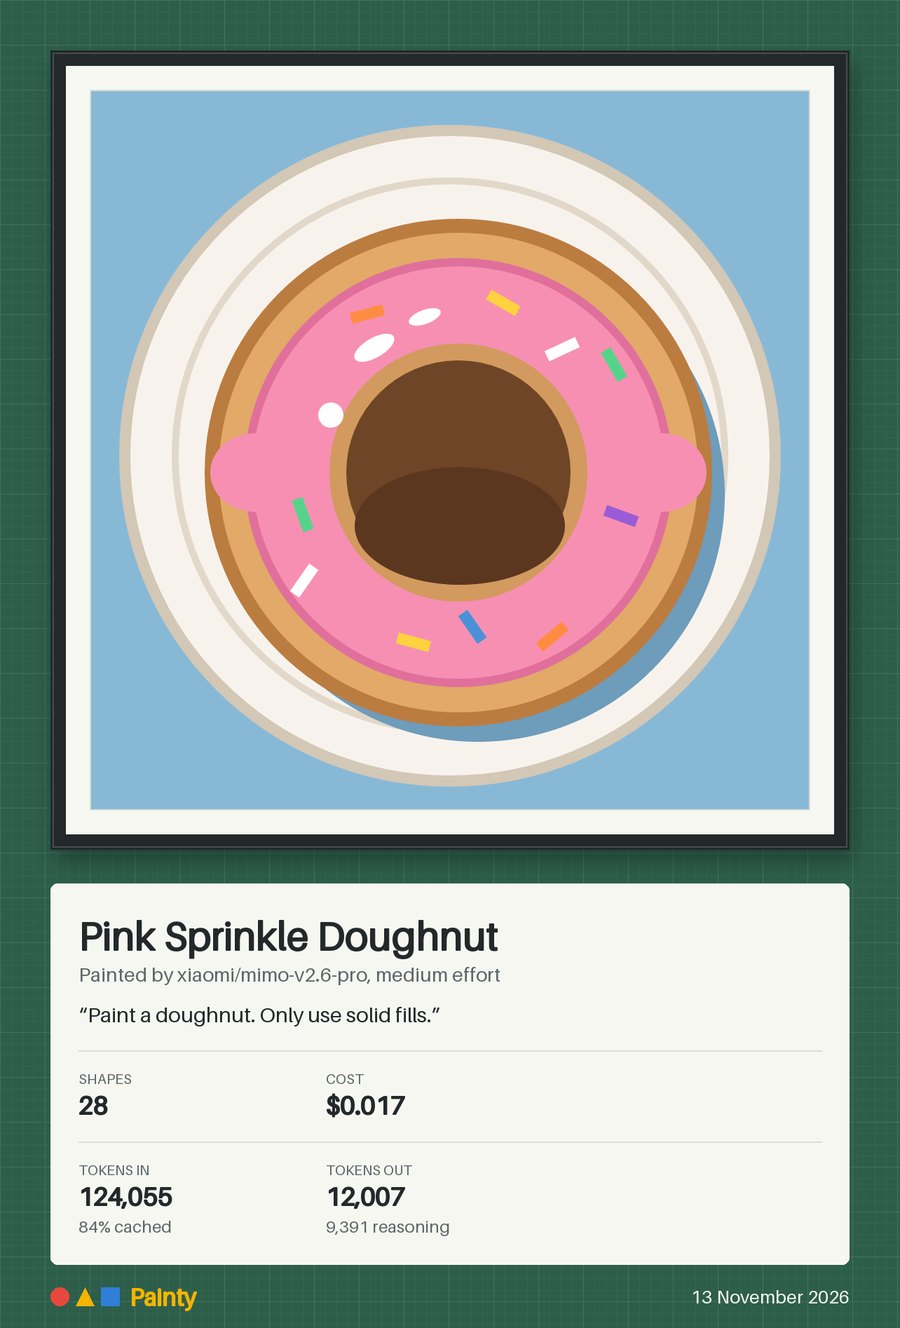 Pink Sprinkle Doughnut
Painted by xiaomi/mimo-v2.6-pro, medium effort
“Paint a doughnut. Only use solid fills.”
SHAPES
28
COST
$0.017
TOKENS IN
124,055
84% cached
TOKENS OUT
12,007
9,391 reasoning
Painty
13 November 2026